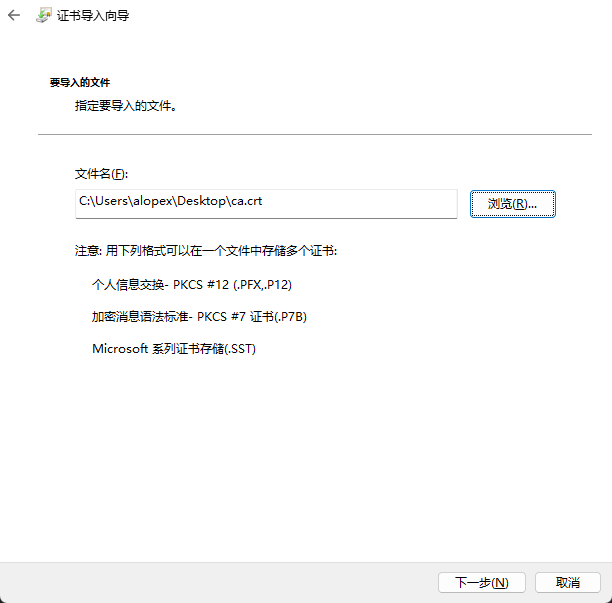 证书导入向导
要导入的文件
指定要导入的文件。
文件名(F):
C:\Users\alopex\Desktop\ca.crt
浏览(R)...
注意: 用下列格式可以在一个文件中存储多个证书:
个人信息交换- PKCS #12 (.PFX,.P12)
加密消息语法标准- PKCS #7 证书(.P7B)
Microsoft 系列证书存储(.SST)
下一步(N)
取消